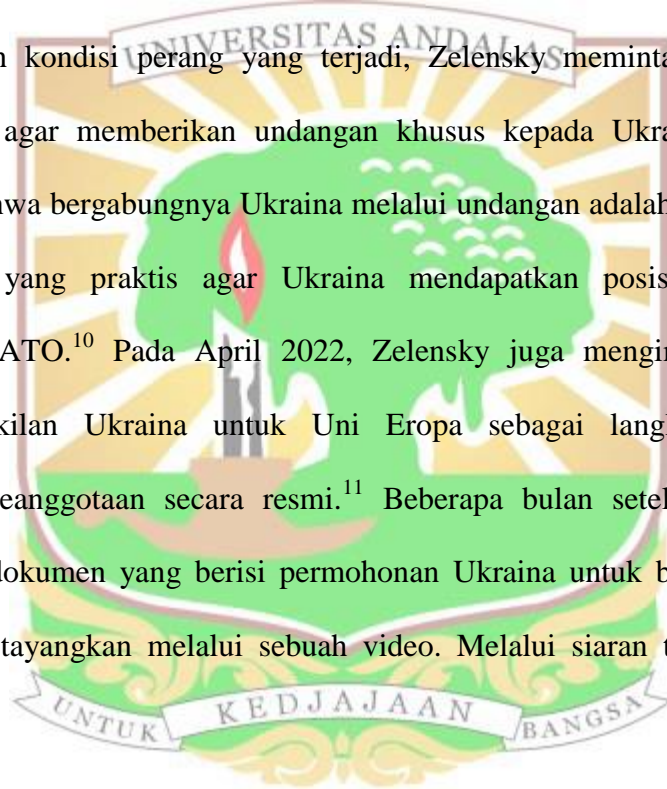 UNIVERSITAS ANDALAS
n kondisi perang yang terjadi, Zelensky meminta
agar memberikan undangan khusus kepada Ukra
hwa bergabungnya Ukraina melalui undangan adalah
yang praktis agar Ukraina mendapatkan posis
ATO.10 Pada April 2022, Zelensky juga mengir
kilan Ukraina untuk Uni Eropa sebagai lang
eanggotaan secara resmi.11 Beberapa bulan setel
dokumen yang berisi permohonan Ukraina untuk b
tayangkan melalui sebuah video. Melalui siaran t
UNTUK KEDJAJAAN BANGSA